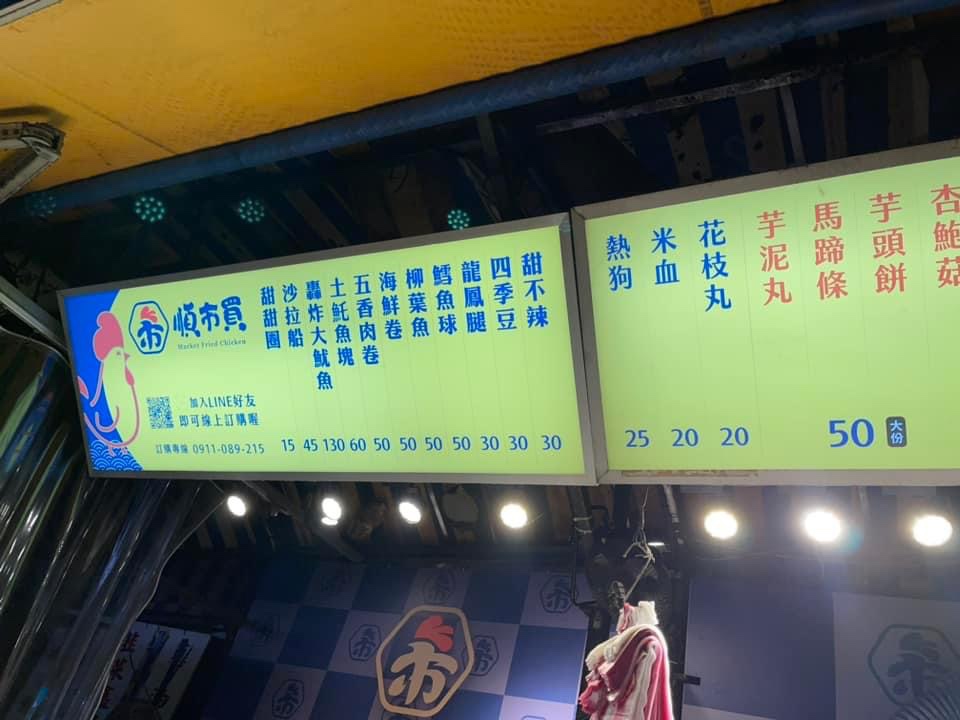 市
順市買
Market Fried Chicken
加入LINE好友
即可線上訂購喔
訂購專線 0911-089-215
甜甜圈 15
沙拉船 45
轟炸大魷魚 130
土魠魚塊 60
五香肉卷 50
海鮮卷 50
柳葉魚 50
鱈魚球 50
龍鳳腿 30
四季豆 30
甜不辣 30
熱狗 25
米血 20
花枝丸 20
芋泥丸
馬蹄條
芋頭餅
杏鮑菇
50 大份
市